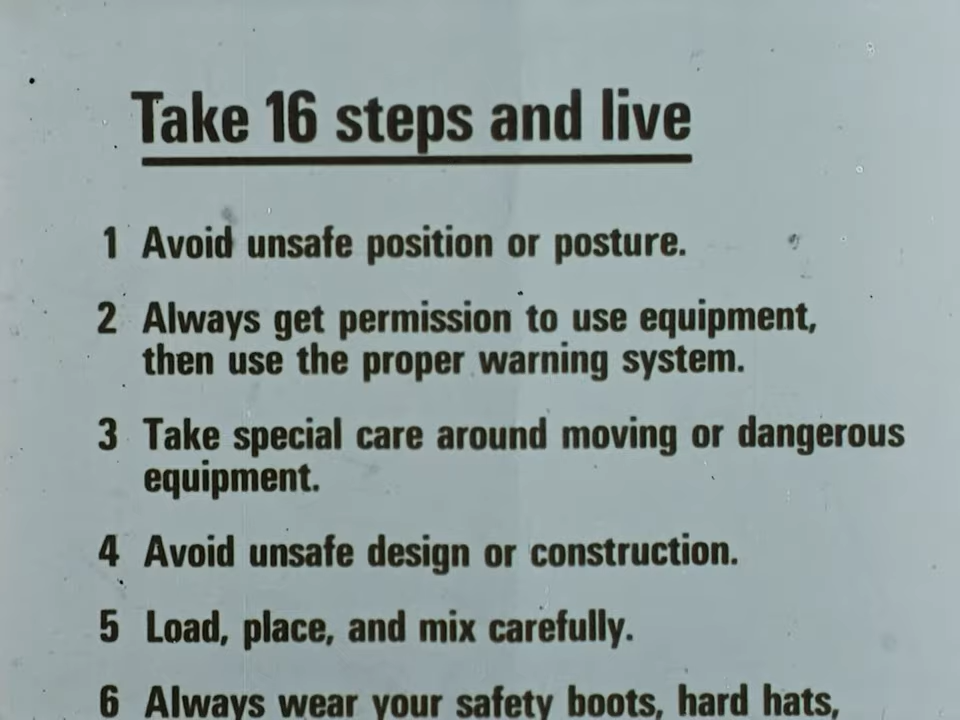 Take 16 steps and live
1 Avoid unsafe position or posture.
2 Always get permission to use equipment,
then use the proper warning system.
3 Take special care around moving or dangerous
equipment.
4 Avoid unsafe design or construction.
5 Load, place, and mix carefully.
6 Always wear your safety boots, hard hats,